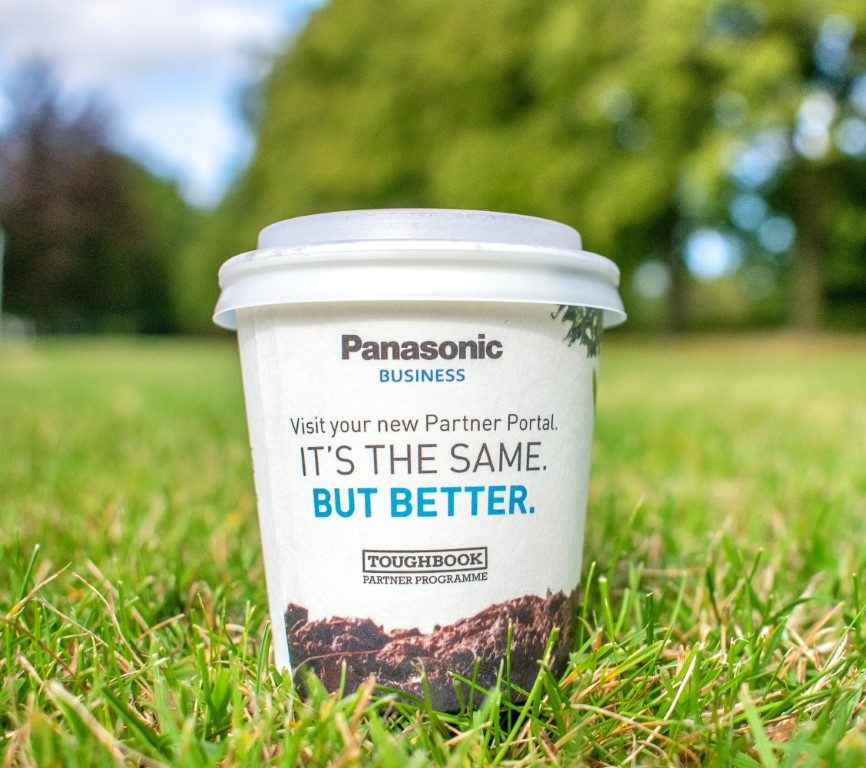 Panasonic
BUSINESS
Visit your new Partner Portal.
IT'S THE SAME.
BUT BETTER.
TOUGHBOOK
PARTNER PROGRAMME